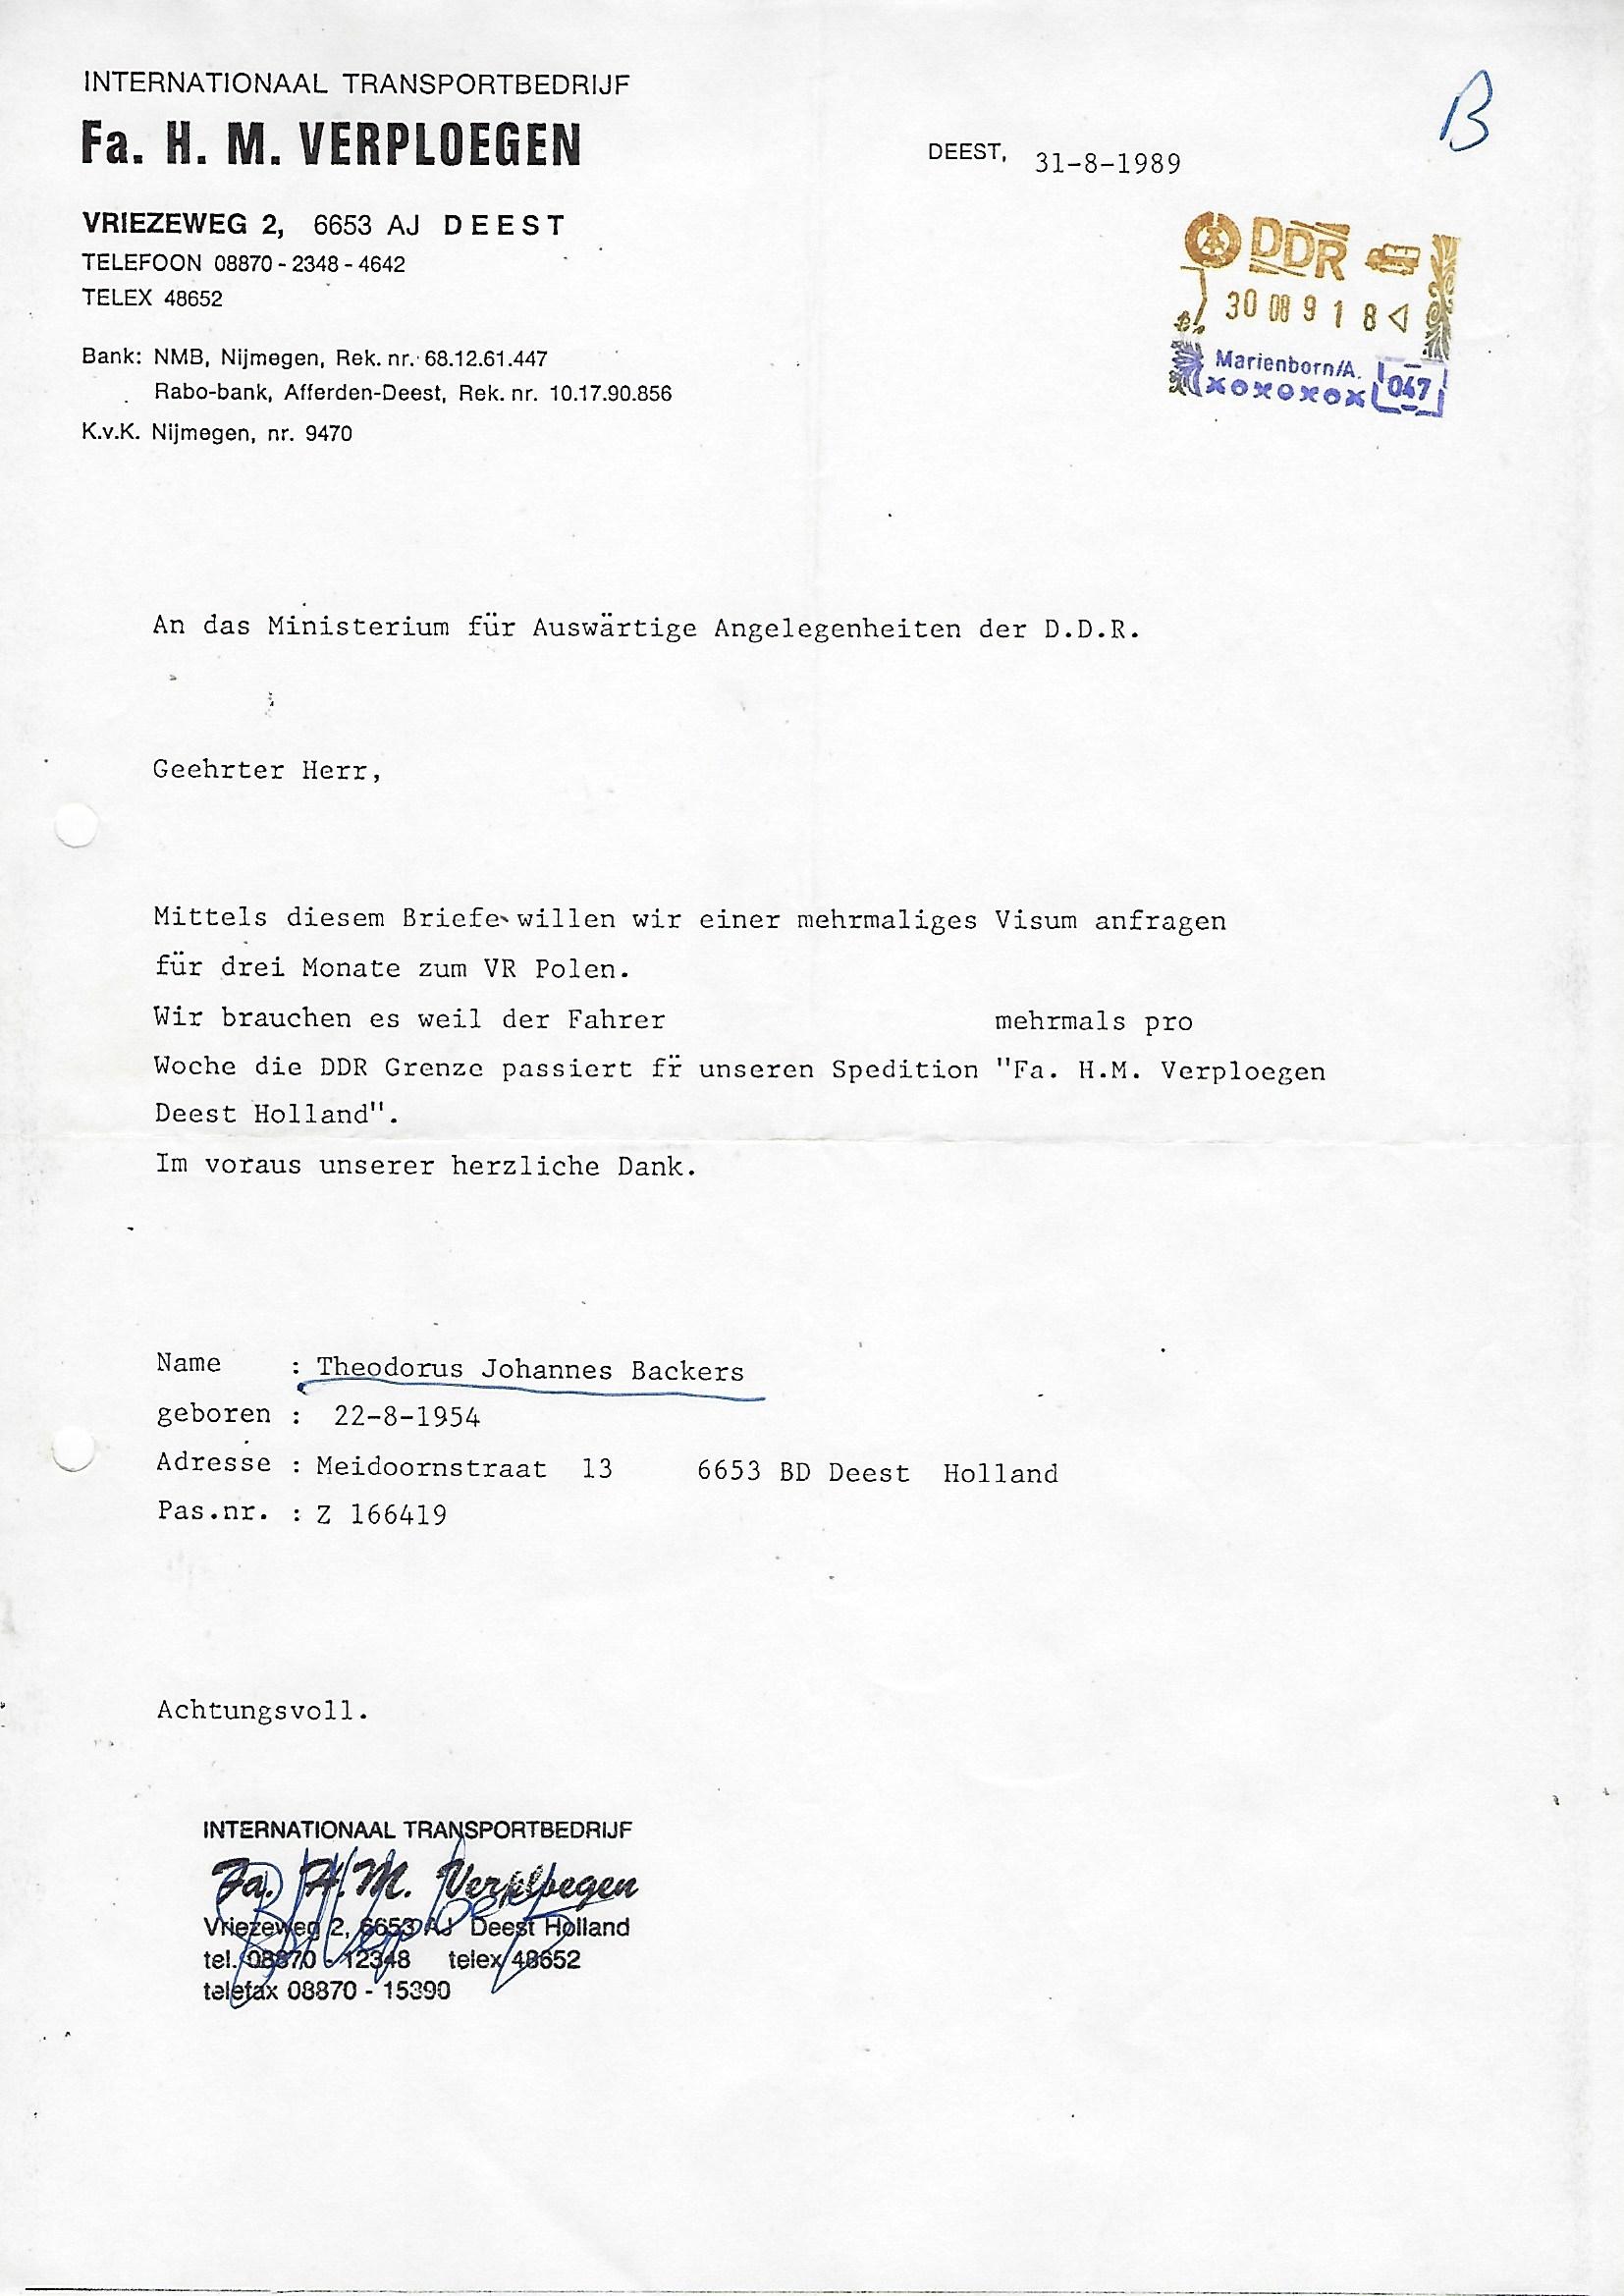 INTERNATIONAAL TRANSPORTBEDRIJF
Fa. H. M. VERPLOEGEN
B
DEEST, 31-8-1989
VRIEZEWEG 2, 6653 AJ DEEST
TELEFOON 08870 - 2348 - 4642
TELEX 48652
DDR
30 08 9 1 8
Marienborn/A. 047
xoxoxox
Bank: NMB, Nijmegen, Rek. nr. 68.12.61.447
Rabo-bank, Afferden-Deest, Rek. nr. 10.17.90.856
K.v.K. Nijmegen, nr. 9470
An das Ministerium für Auswärtige Angelegenheiten der D.D.R.
Geehrter Herr,
Mittels diesem Briefe willen wir einer mehrmaliges Visum anfragen
für drei Monate zum VR Polen.
Wir brauchen es weil der Fahrer mehrmals pro
Woche die DDR Grenze passiert fr̈ unseren Spedition "Fa. H.M. Verploegen
Deest Holland".
Im voraus unserer herzliche Dank.
Name : Theodorus Johannes Backers
geboren : 22-8-1954
Adresse : Meidoornstraat 13 6653 BD Deest Holland
Pas.nr. : Z 166419
Achtungsvoll.
INTERNATIONAAL TRANSPORTBEDRIJF
Fa. H.M. Verploegen
Vriezeweg 2, 6653 AJ Deest Holland
tel. 08870 - 12348 telex 48652
telefax 08870 - 15390